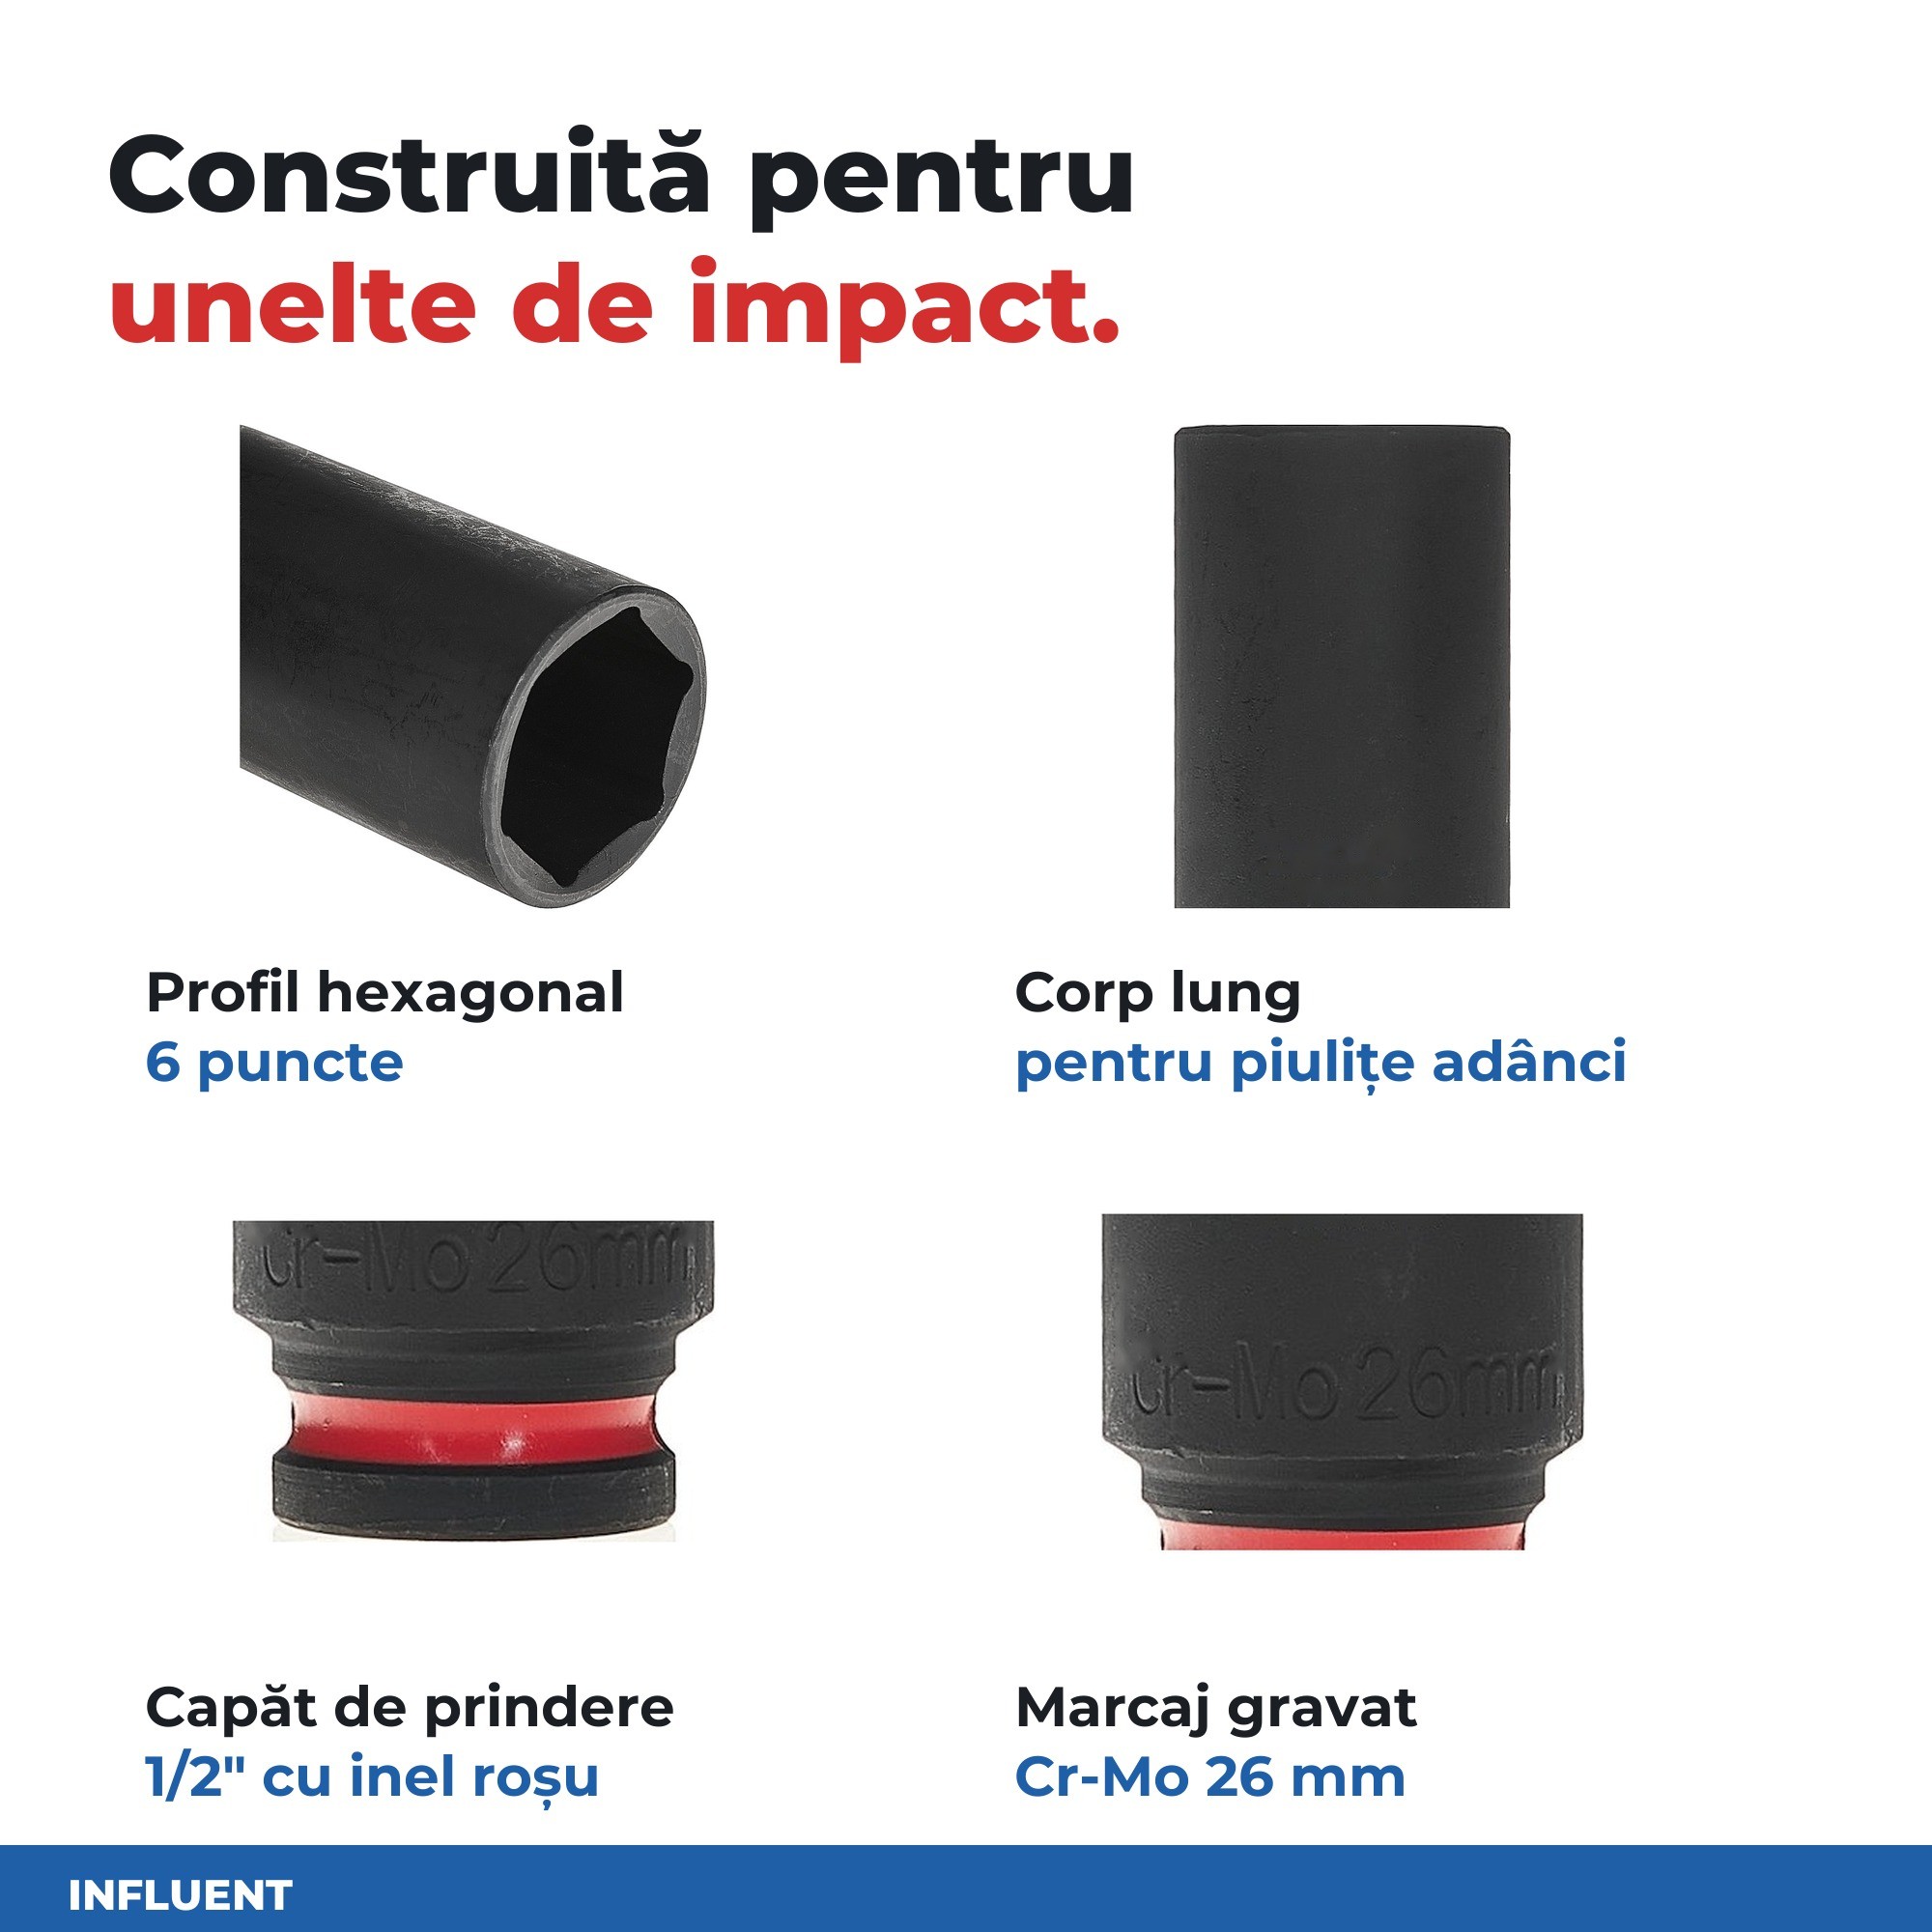 Construită pentru
unelte de impact.
Profil hexagonal
6 puncte
Corp lung
pentru piulițe adânci
Cr-Mo 26mm
Cr-Mo 26mm
Capăt de prindere
1/2" cu inel roșu
Marcaj gravat
Cr-Mo 26 mm
INFLUENT